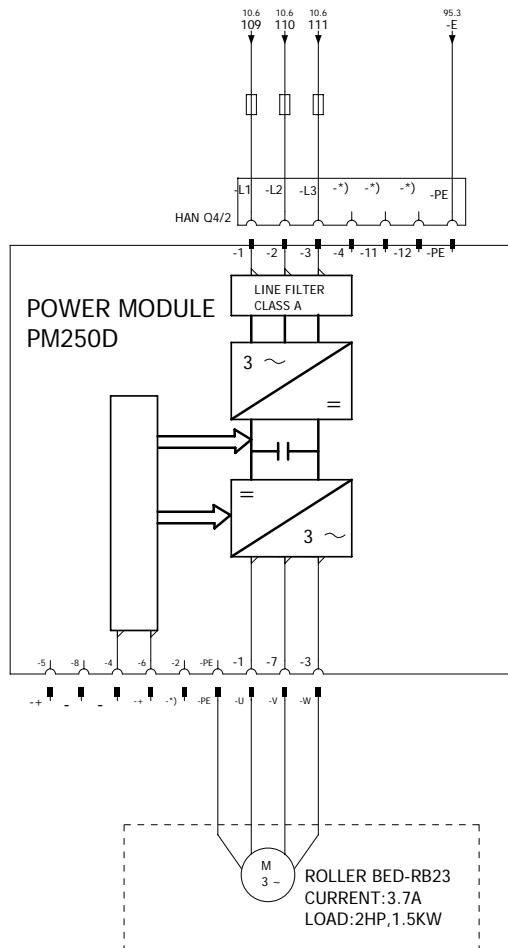 10.6 10.6 10.6 95.3
109 110 111 -E
-L1 -L2 -L3 -*) -*) -*) -PE
HAN Q4/2
-1 -2 -3 -4 -11 -12 -PE
LINE FILTER
CLASS A
POWER MODULE
PM250D
3 ~
=
=
3 ~
-5 -8 -4 -6 -2 -PE -1 -7 -3
-+ - - -+ -*) -PE -U -V -W
M
3 ~
ROLLER BED-RB23
CURRENT:3.7A
LOAD:2HP,1.5KW